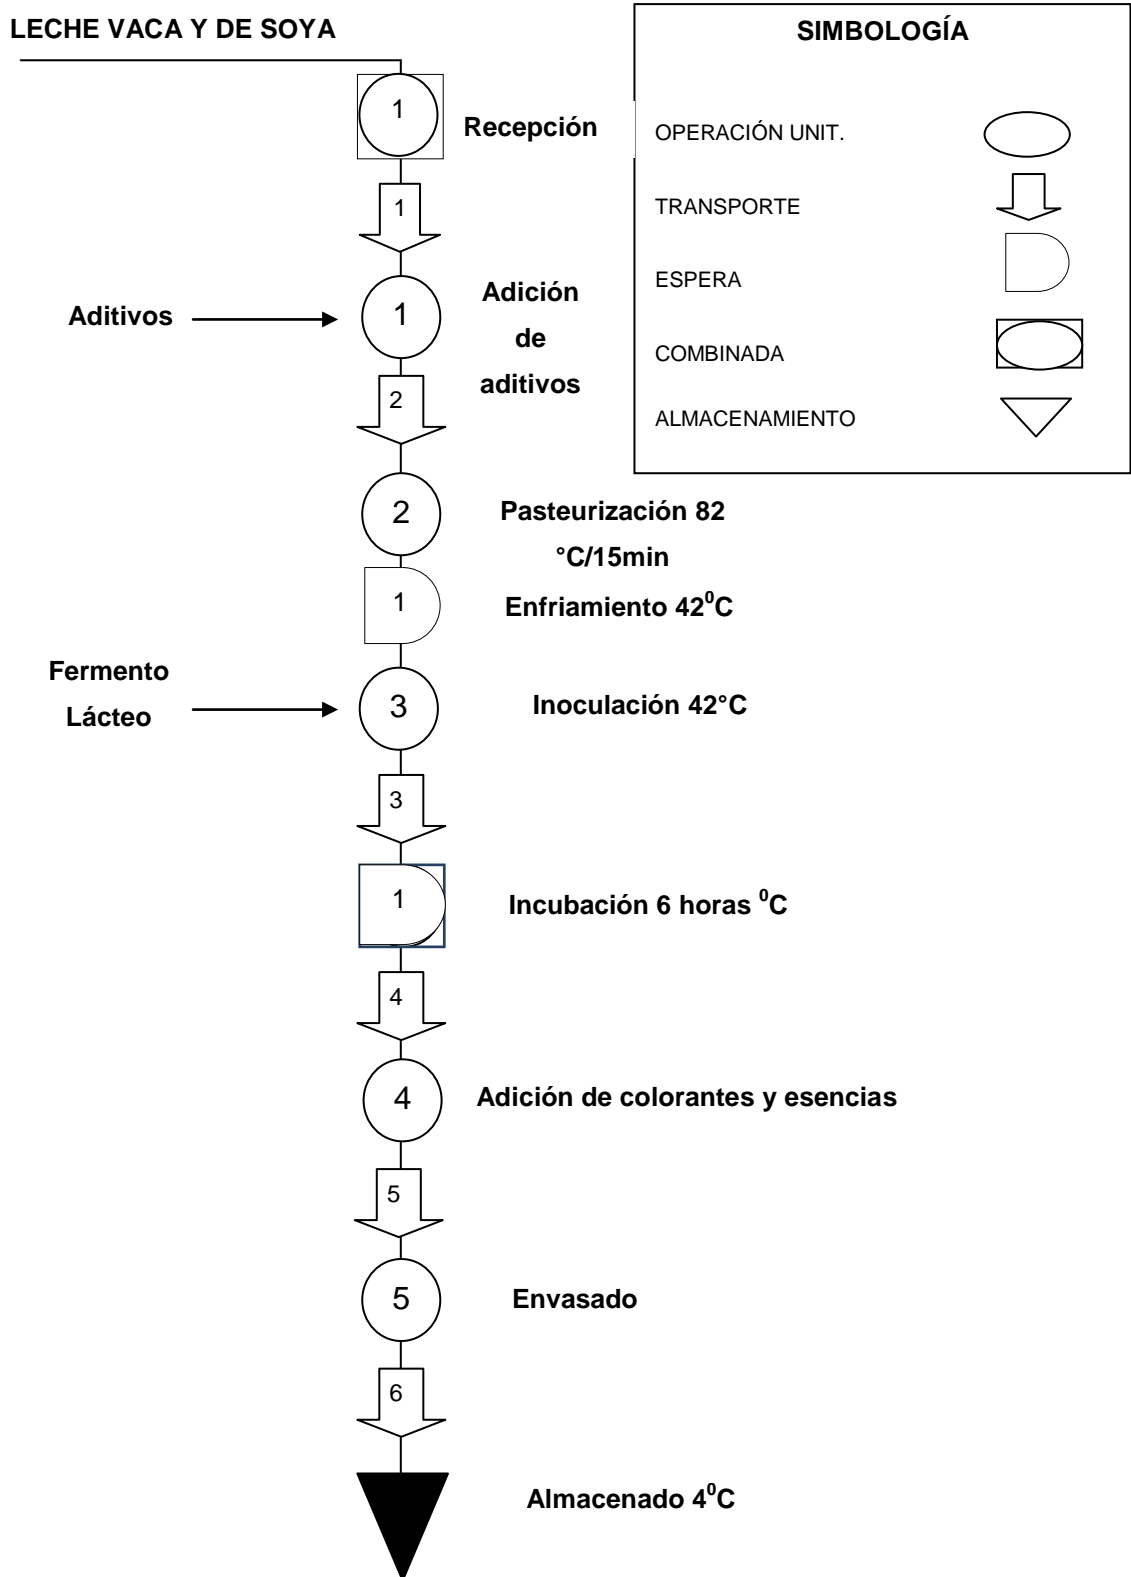 LECHE VACA Y DE SOYA
SIMBOLOGÍA
OPERACIÓN UNIT.
TRANSPORTE
ESPERA
COMBINADA
ALMACENAMIENTO
1
Recepción
1
Aditivos
1
Adición
de
aditivos
2
2
Pasteurización 82
°C/15min
1
Enfriamiento 42⁰C
Fermento
Lácteo
3
Inoculación 42°C
3
1
Incubación 6 horas ⁰C
4
4
Adición de colorantes y esencias
5
5
Envasado
6
Almacenado 4⁰C